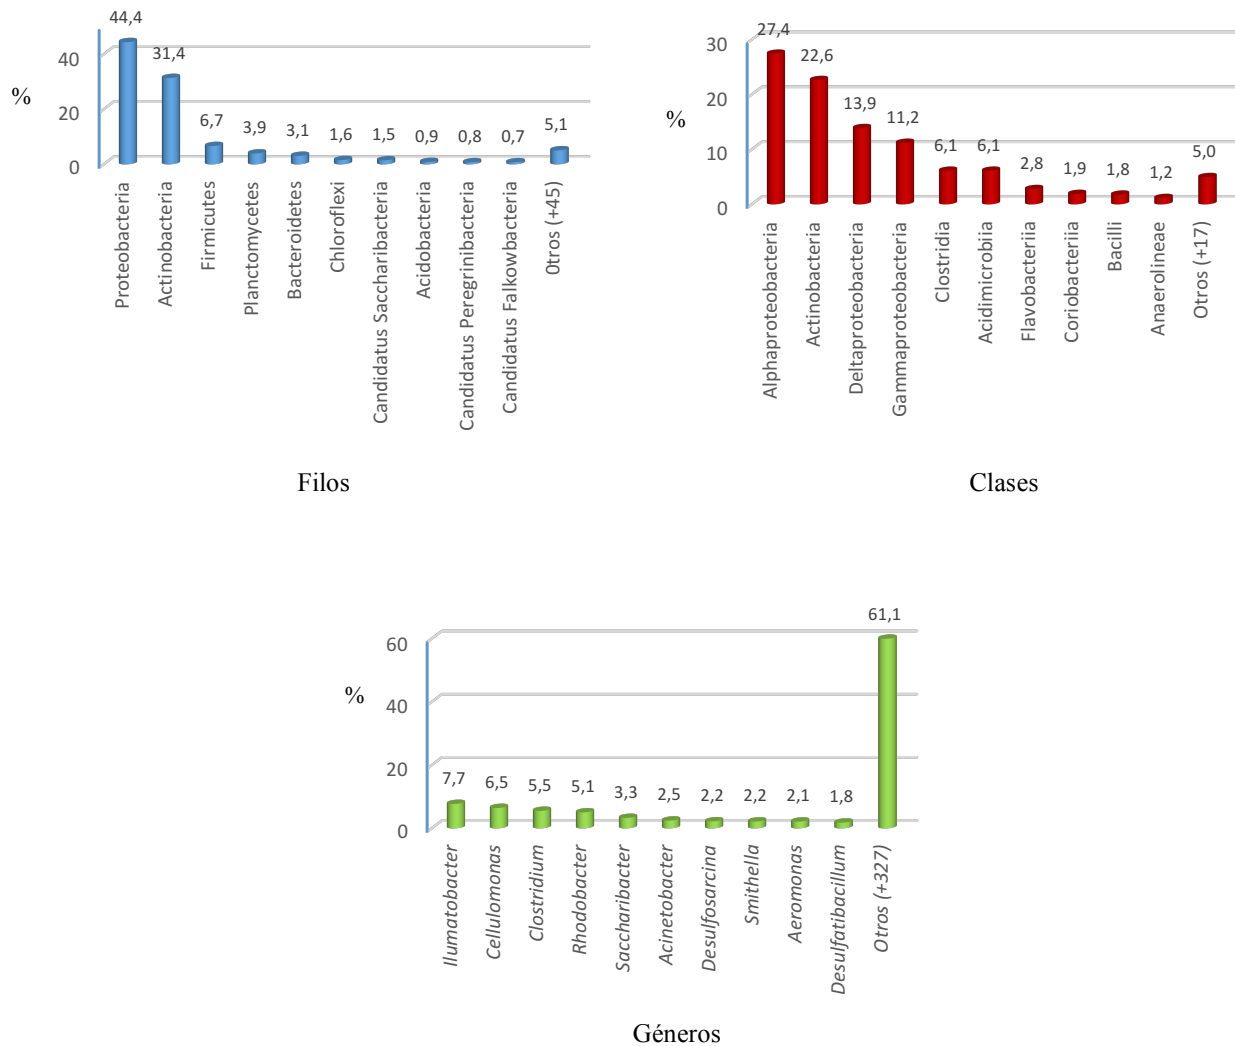 44,4
31,4
6,7
3,9
3,1
1,6
1,5
0,9
0,8
0,7
5,1
40
20
0
%
Proteobacteria
Actinobacteria
Firmicutes
Planctomycetes
Bacteroidetes
Chloroflexi
Candidatus Saccharibacteria
Acidobacteria
Candidatus Peregrinibacteria
Candidatus Falkowbacteria
0tros (+45)
Filos
27,4
22,6
13,9
11,2
6,1
6,1
2,8
1,9
1,8
1,2
5,0
30
20
10
0
%
Alphaproteobacteria
Actinobacteria
Deltaproteobacteria
Gammaproteobacteria
Clostridia
Acidimicrobiia
Flavobacteriia
Coriobacteriia
Bacilli
Anaerolineae
Otros (+17)
Clases
7,7
6,5
5,5
5,1
3,3
2,5
2,2
2,2
2,1
1,8
61,1
60
40
20
0
%
Ilumatobacter
Cellulomonas
Clostridium
Rhodobacter
Saccharibacter
Acinetobacter
Desulfosarcina
Smithella
Aeromonas
Desulfatibacillum
Otros (+327)
Géneros